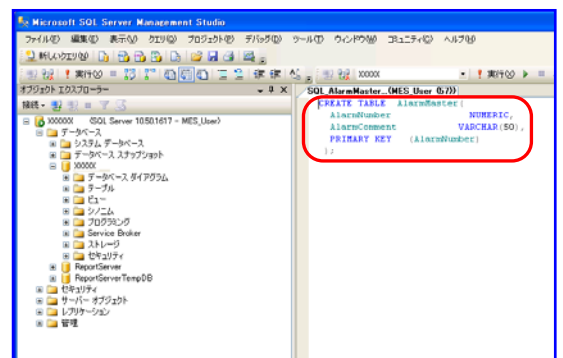 Microsoft SQL Server Management Studio
ファイル(F) 編集(E) 表示(V) クエリ(Q) プロジェクト(P) デバッグ(D) ツール(T) ウィンドウ(W) コミュニティ(C) ヘルプ(H)
新しいクエリ(N)
実行(X) XXXXX 実行(X)
オブジェクト エクスプローラー
SQL_AlarmMaster...(MES_User (57))
接続
XXXXXX (SQL Server 10.50.1617 - MES_User)
データベース
システム データベース
データベース スナップショット
XXXXX
データベース ダイアグラム
テーブル
ビュー
シノニム
プログラミング
Service Broker
ストレージ
セキュリティ
ReportServer
ReportServerTempDB
セキュリティ
サーバー オブジェクト
レプリケーション
管理
CREATE TABLE AlarmMaster(
AlarmNumber NUMERIC,
AlarmComment VARCHAR(50),
PRIMARY KEY (AlarmNumber)
);